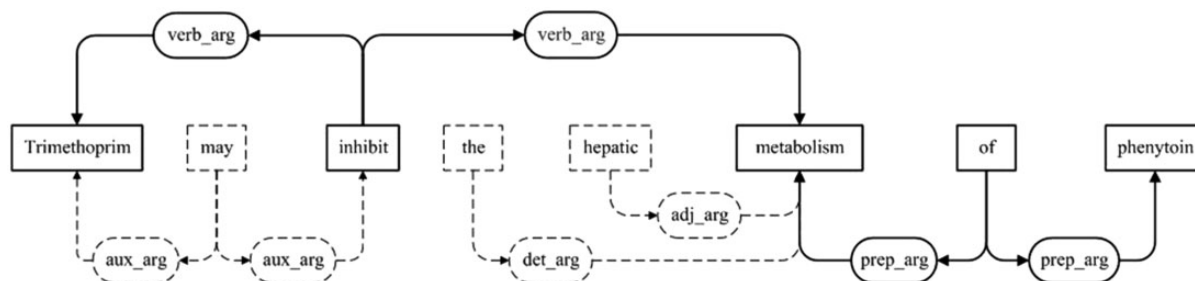 verb_arg verb_arg
Trimethoprim may inhibit the hepatic metabolism of phenytoin
adj_arg
aux_arg aux_arg det_arg prep_arg prep_arg